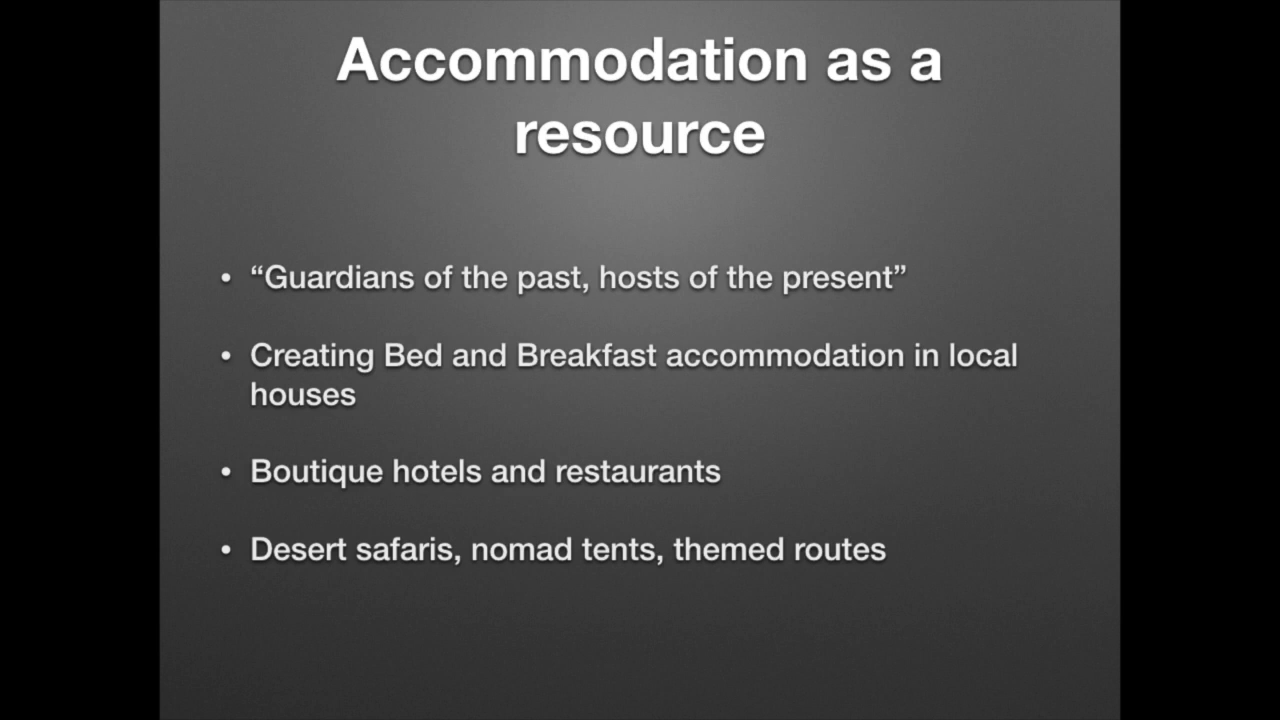 Accommodation as a
resource
• “Guardians of the past, hosts of the present”
• Creating Bed and Breakfast accommodation in local
houses
• Boutique hotels and restaurants
• Desert safaris, nomad tents, themed routes